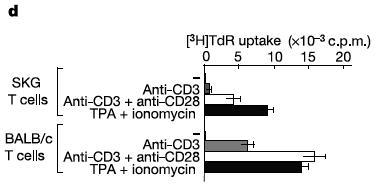 d
[³H]TdR uptake (×10⁻³ c.p.m.)
0 5 10 15 20
SKG
T cells
–
Anti-CD3
Anti-CD3 + anti-CD28
TPA + ionomycin
BALB/c
T cells
–
Anti-CD3
Anti-CD3 + anti-CD28
TPA + ionomycin